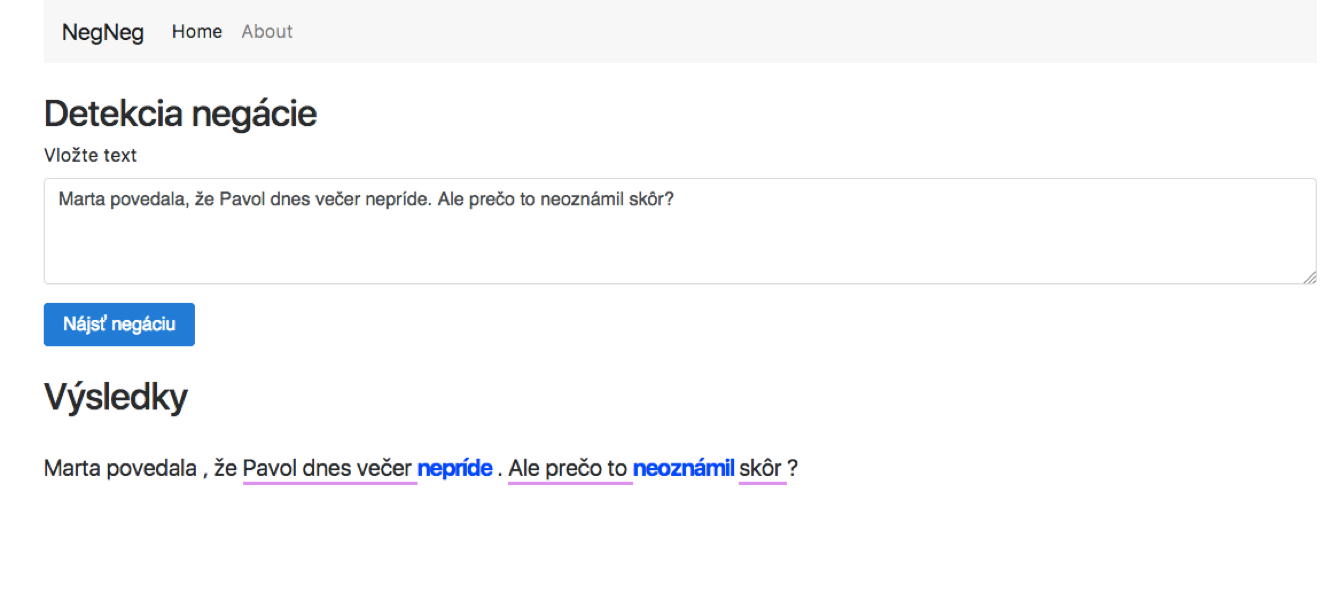 NegNeg Home About
Detekcia negácie
Vložte text
Marta povedala, že Pavol dnes večer nepríde. Ale prečo to neoznámil skôr?
Nájsť negáciu
Výsledky
Marta povedala , že Pavol dnes večer nepríde . Ale prečo to neoznámil skôr ?